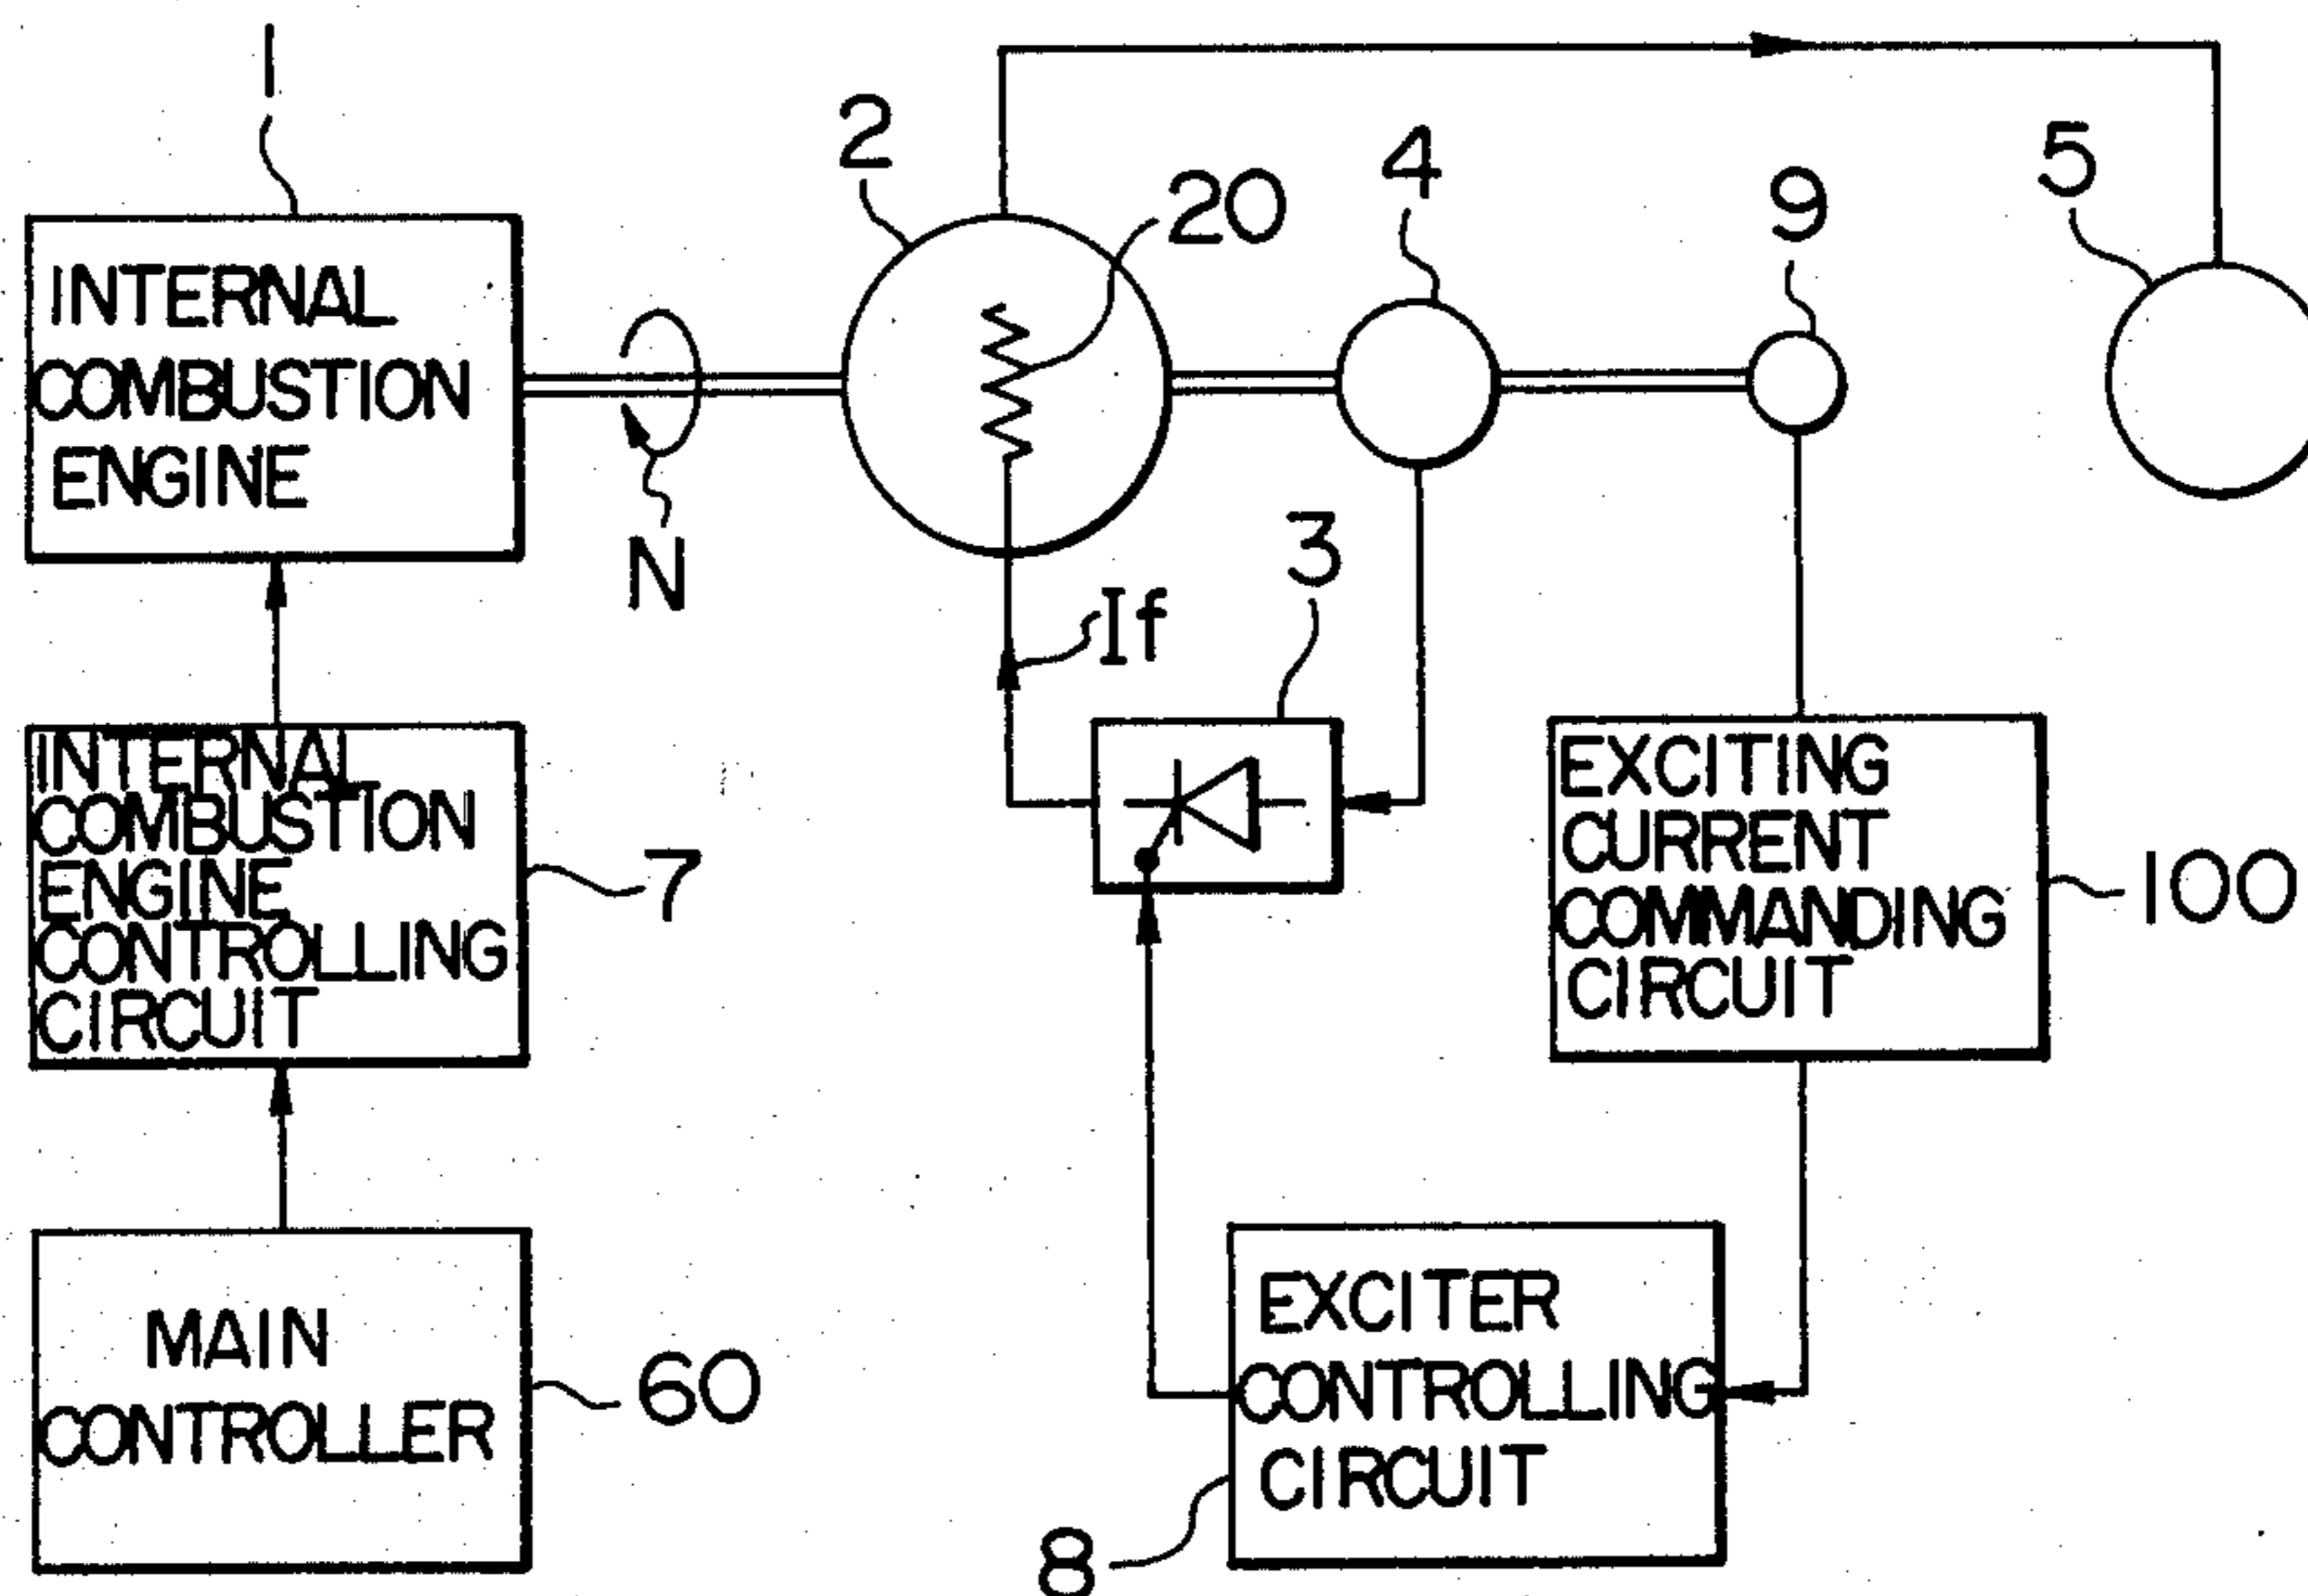 1
2
20
4
9
5
INTERNAL
COMBUSTION
ENGINE
N
If
3
INTERNAL
COMBUSTION
ENGINE
CONTROLLING
CIRCUIT
7
EXCITING
CURRENT
COMMANDING
CIRCUIT
100
MAIN
CONTROLLER
60
EXCITER
CONTROLLING
CIRCUIT
8